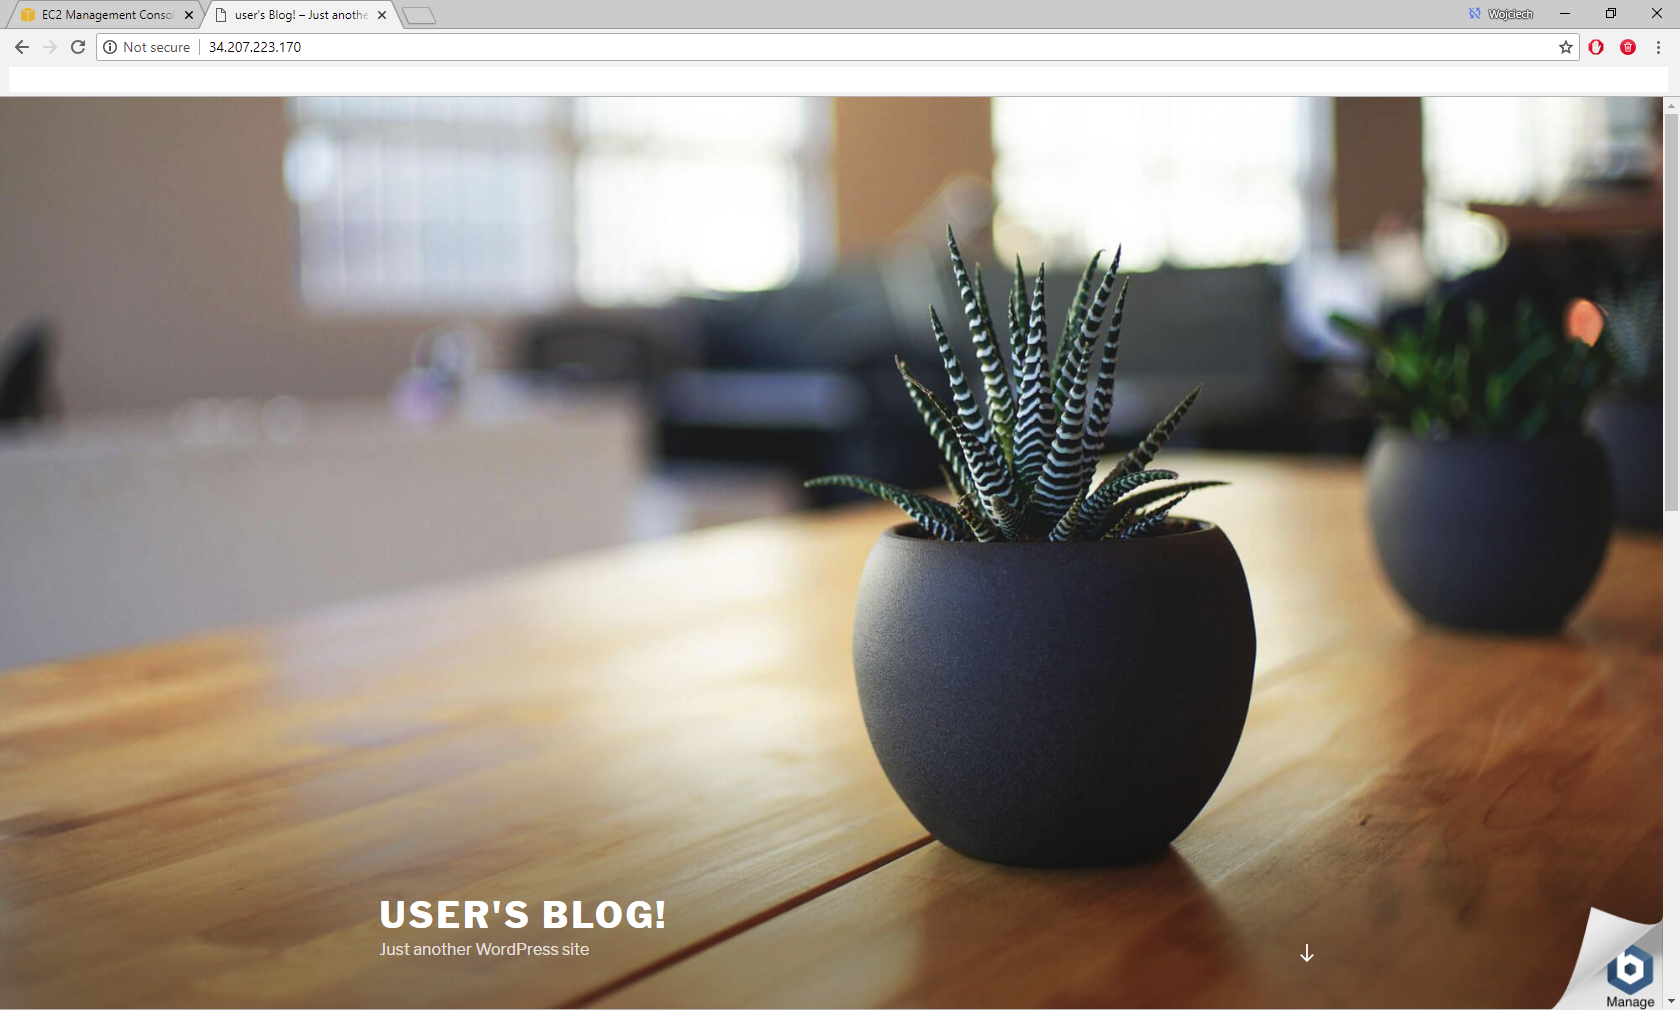 EC2 Management Consol
user's Blog! – Just anothe
Wojciech
Not secure
34.207.223.170
USER'S BLOG!
Just another WordPress site
b
Manage